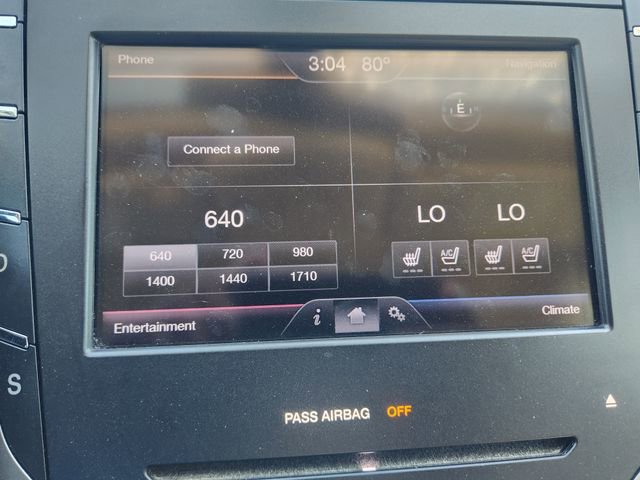 Phone 3:04 80° Navigation
E
Connect a Phone
640 LO LO
640 720 980
A/C A/C
1400 1440 1710
Entertainment i Climate
PASS AIRBAG OFF
S